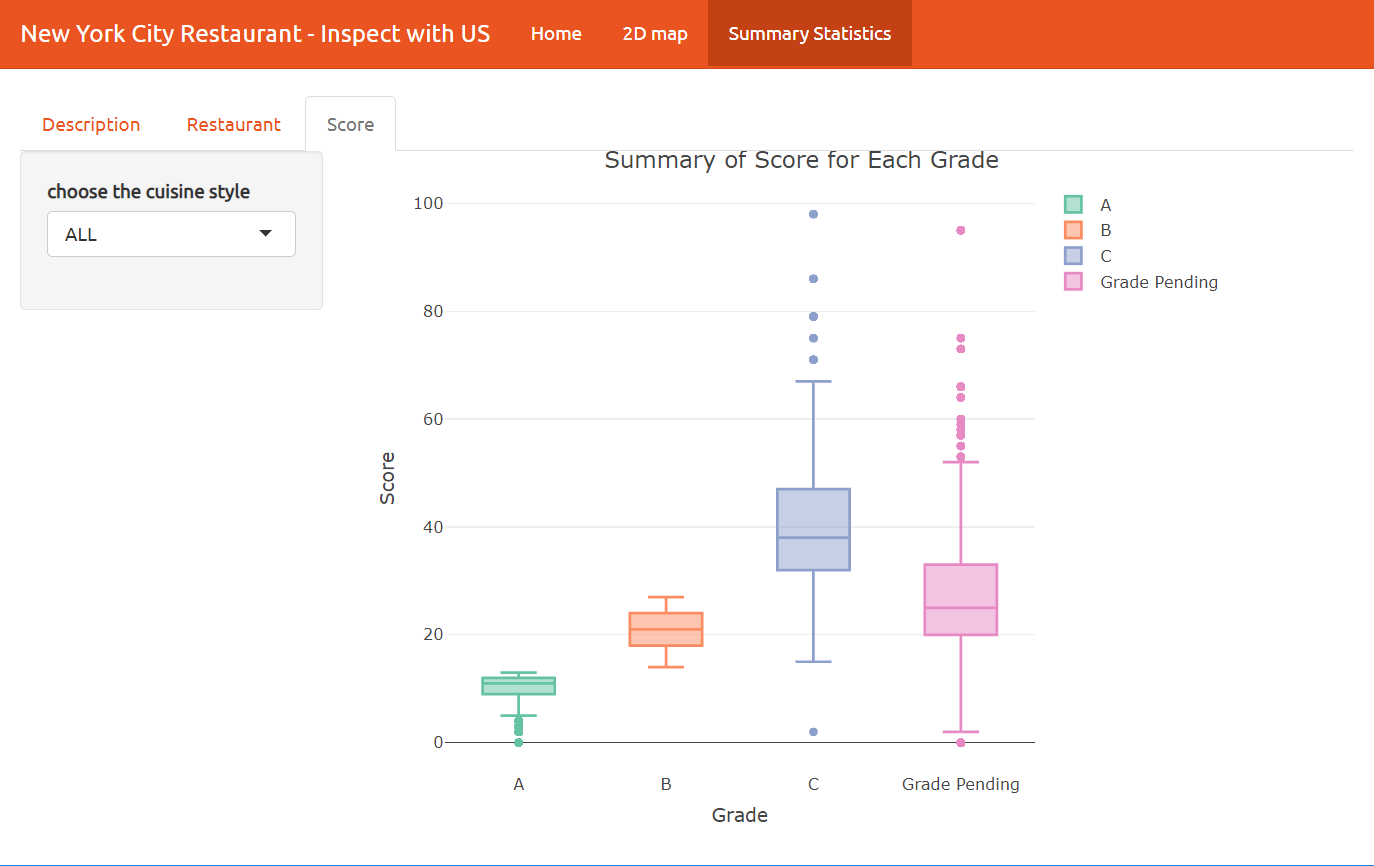 New York City Restaurant - Inspect with US Home 2D map Summary Statistics
Description Restaurant Score
choose the cuisine style
ALL
Summary of Score for Each Grade
100
80
60
40
20
0
Score
A B C Grade Pending
Grade
A
B
C
Grade Pending